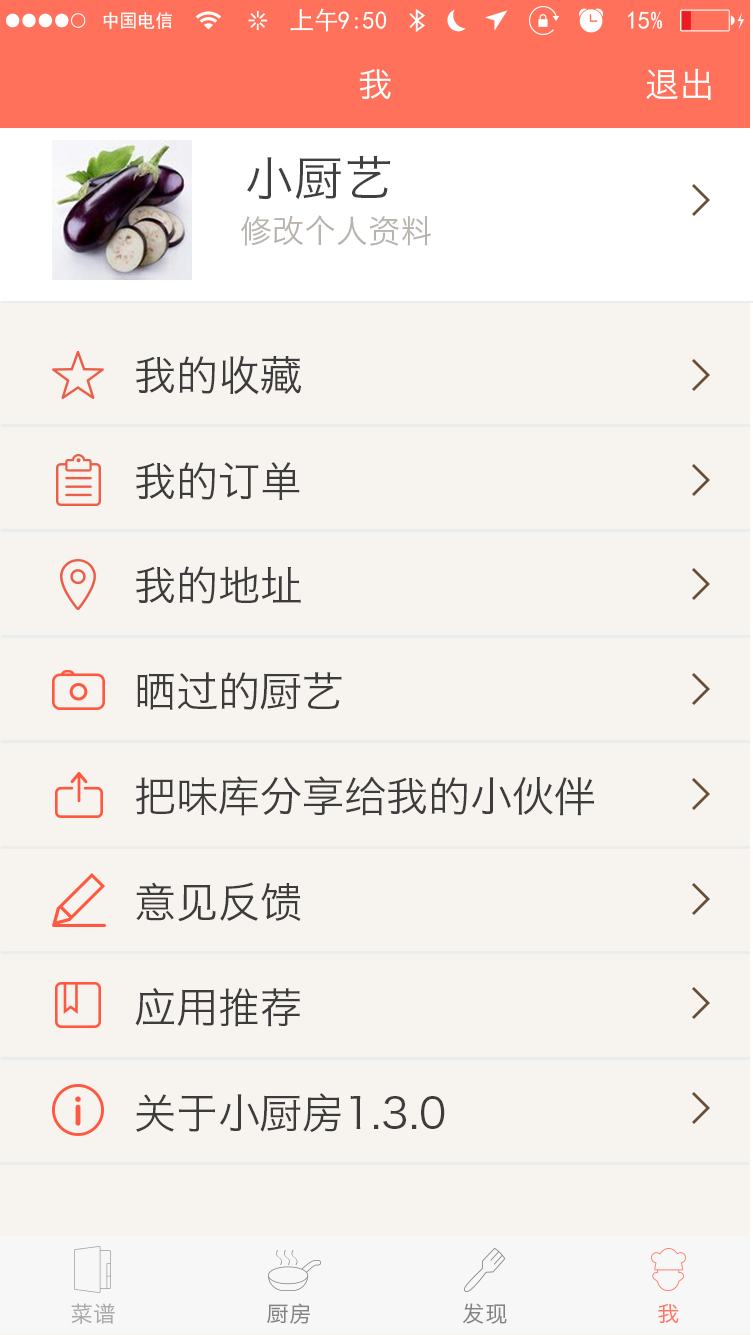 中国电信 上午9:50 15%
我 退出
小厨艺
修改个人资料
我的收藏
我的订单
我的地址
晒过的厨艺
把味库分享给我的小伙伴
意见反馈
应用推荐
关于小厨房1.3.0
菜谱 厨房 发现 我